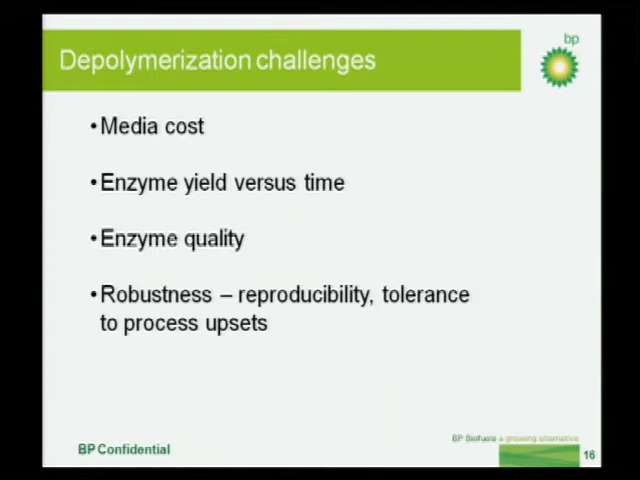 bp
Depolymerization challenges
•Media cost
•Enzyme yield versus time
•Enzyme quality
•Robustness – reproducibility, tolerance
to process upsets
BP Biofuels a growing alternative
BP Confidential
16